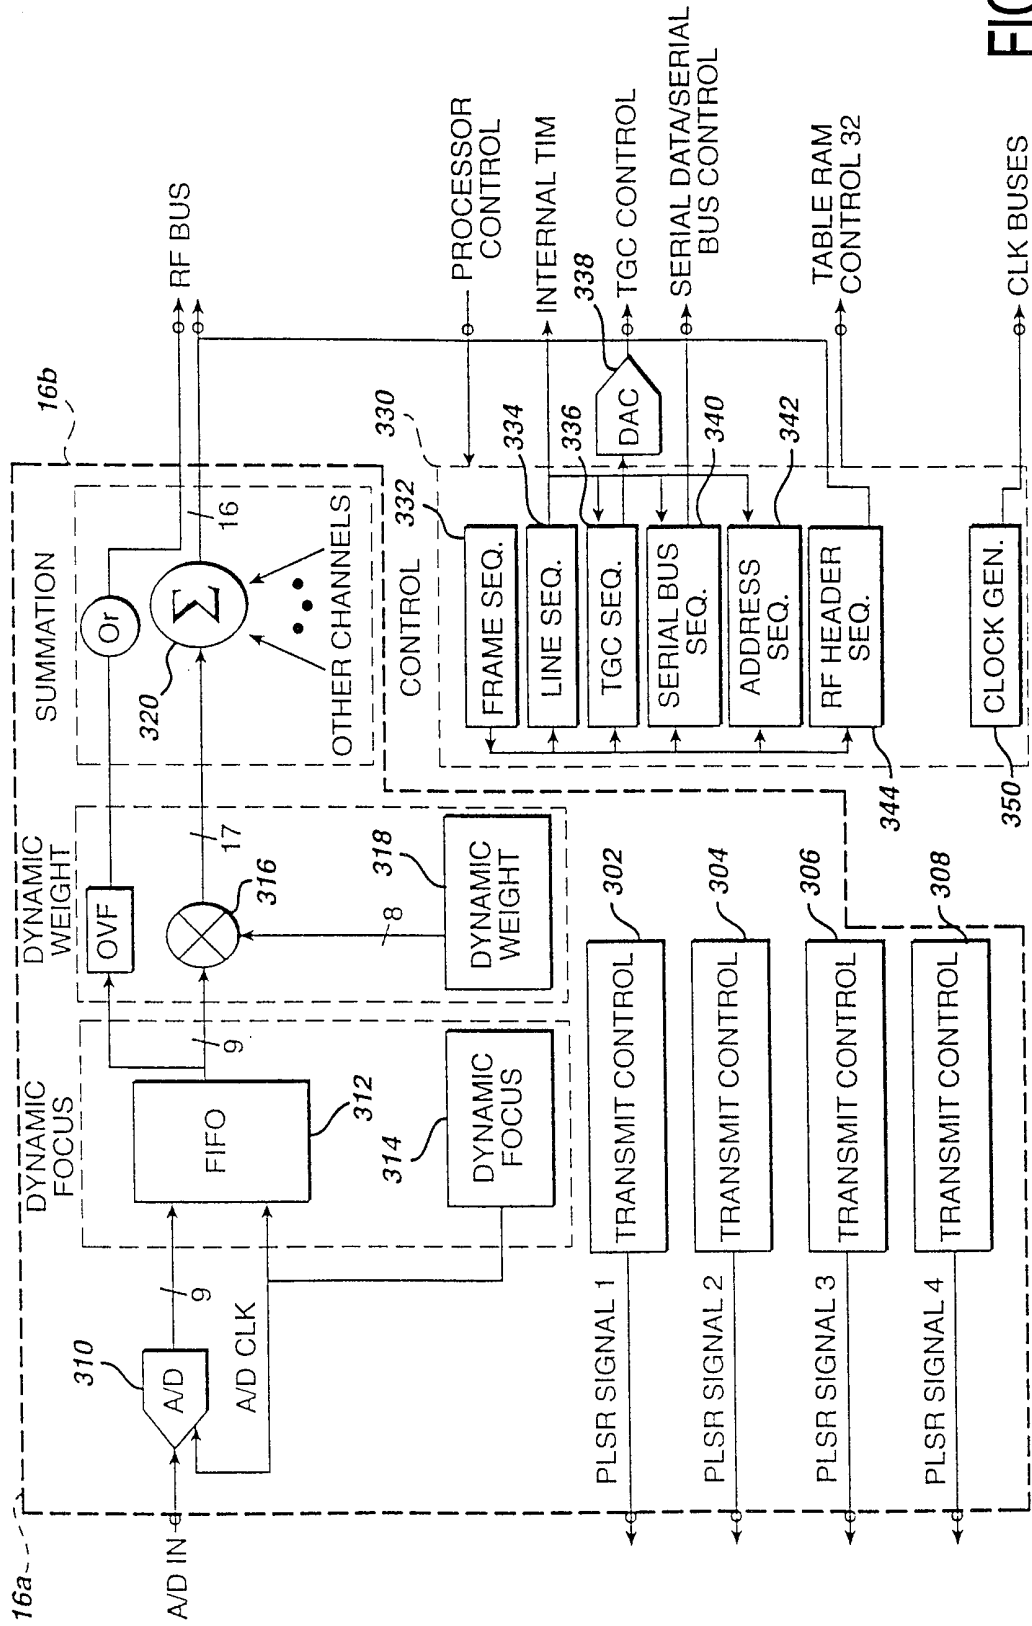 16a
A/D IN
310
A/D
9
A/D CLK
DYNAMIC
FOCUS
FIFO
312
9
314
DYNAMIC
FOCUS
DYNAMIC
WEIGHT
OVF
316
17
8
318
DYNAMIC
WEIGHT
SUMMATION
Or
320
Σ
16
OTHER CHANNELS
16b
RF BUS
PLSR SIGNAL 1
TRANSMIT CONTROL
302
PLSR SIGNAL 2
TRANSMIT CONTROL
304
PLSR SIGNAL 3
TRANSMIT CONTROL
306
PLSR SIGNAL 4
TRANSMIT CONTROL
308
CONTROL
330
332
FRAME SEQ.
334
LINE SEQ.
336
TGC SEQ.
DAC
338
340
SERIAL BUS
SEQ.
342
ADDRESS
SEQ.
RF HEADER
SEQ.
344
CLOCK GEN.
350
PROCESSOR
CONTROL
INTERNAL TIM
TGC CONTROL
SERIAL DATA/SERIAL
BUS CONTROL
TABLE RAM
CONTROL 32
CLK BUSES